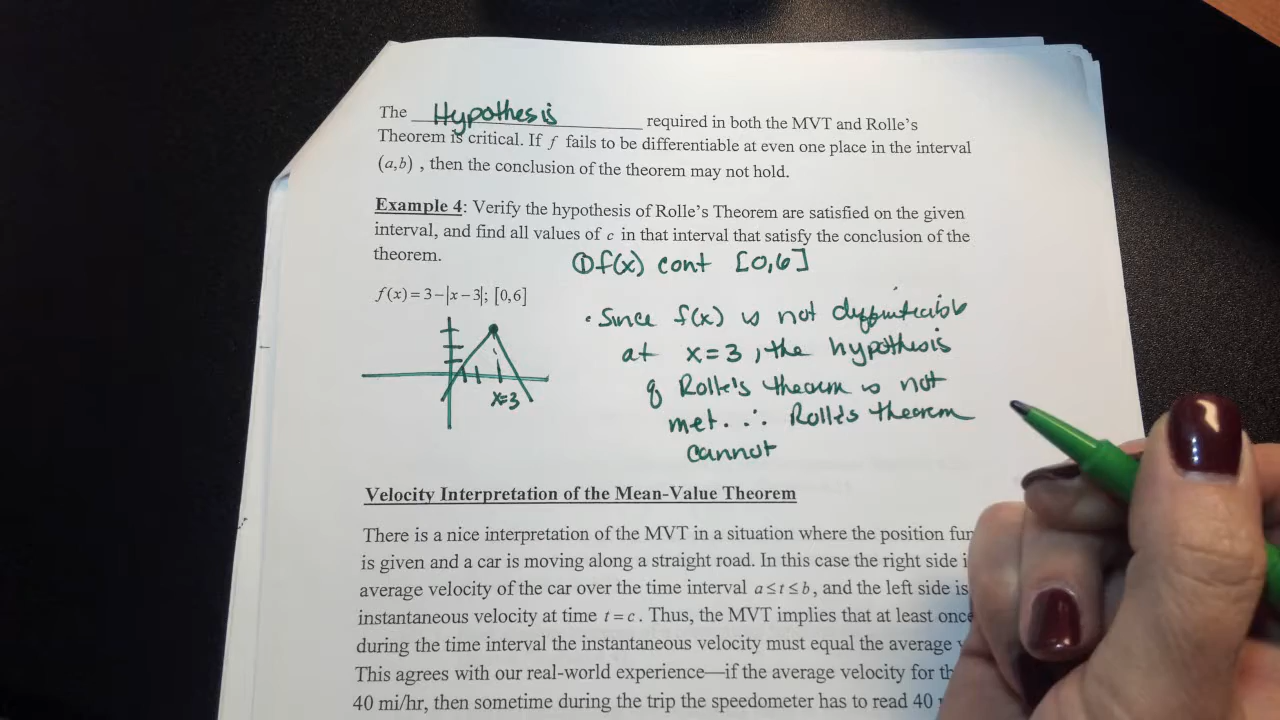 The Hypothesis required in both the MVT and Rolle's
Theorem is critical. If f fails to be differentiable at even one place in the interval
(a,b) , then the conclusion of the theorem may not hold.
Example 4: Verify the hypothesis of Rolle's Theorem are satisfied on the given
interval, and find all values of c in that interval that satisfy the conclusion of the
theorem.
① f(x) cont [0,6]
f(x) = 3−|x−3|; [0,6]
• Since f(x) is not
at x=3, the hypothesis
of Rolle's theorem is not
met. ∴ Rolle's theorem
cannot
x=3
Velocity Interpretation of the Mean-Value Theorem
There is a nice interpretation of the MVT in a situation where the position fun
is given and a car is moving along a straight road. In this case the right side i
average velocity of the car over the time interval a≤t≤b, and the left side is
instantaneous velocity at time t=c. Thus, the MVT implies that at least once
during the time interval the instantaneous velocity must equal the average
This agrees with our real-world experience—if the average velocity for th
40 mi/hr, then sometime during the trip the speedometer has to read 40